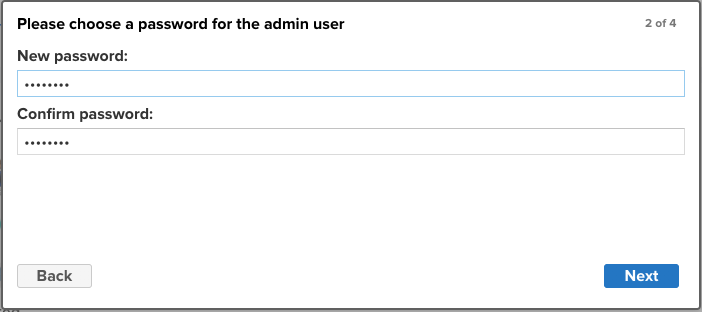 Please choose a password for the admin user
2 of 4
New password:
••••••••
Confirm password:
••••••••
Back
Next